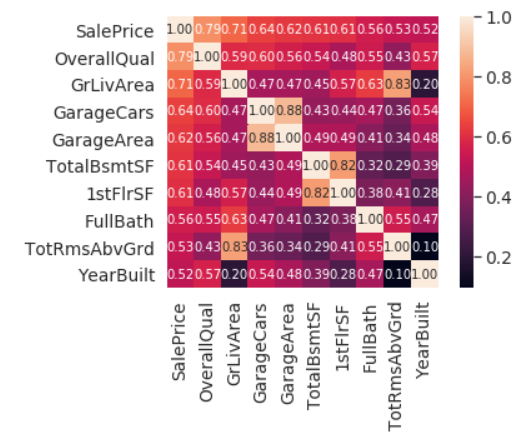 SalePrice 1.00 0.79 0.71 0.64 0.62 0.61 0.61 0.56 0.53 0.52
OverallQual 0.79 1.00 0.59 0.60 0.56 0.54 0.48 0.55 0.43 0.57
GrLivArea 0.71 0.59 1.00 0.47 0.47 0.45 0.57 0.63 0.83 0.20
GarageCars 0.64 0.60 0.47 1.00 0.88 0.43 0.44 0.47 0.36 0.54
GarageArea 0.62 0.56 0.47 0.88 1.00 0.49 0.49 0.41 0.34 0.48
TotalBsmtSF 0.61 0.54 0.45 0.43 0.49 1.00 0.82 0.32 0.29 0.39
1stFlrSF 0.61 0.48 0.57 0.44 0.49 0.82 1.00 0.38 0.41 0.28
FullBath 0.56 0.55 0.63 0.47 0.41 0.32 0.38 1.00 0.55 0.47
TotRmsAbvGrd 0.53 0.43 0.83 0.36 0.34 0.29 0.41 0.55 1.00 0.10
YearBuilt 0.52 0.57 0.20 0.54 0.48 0.39 0.28 0.47 0.10 1.00
SalePrice
OverallQual
GrLivArea
GarageCars
GarageArea
TotalBsmtSF
1stFlrSF
FullBath
TotRmsAbvGrd
YearBuilt
1.0
0.8
0.6
0.4
0.2